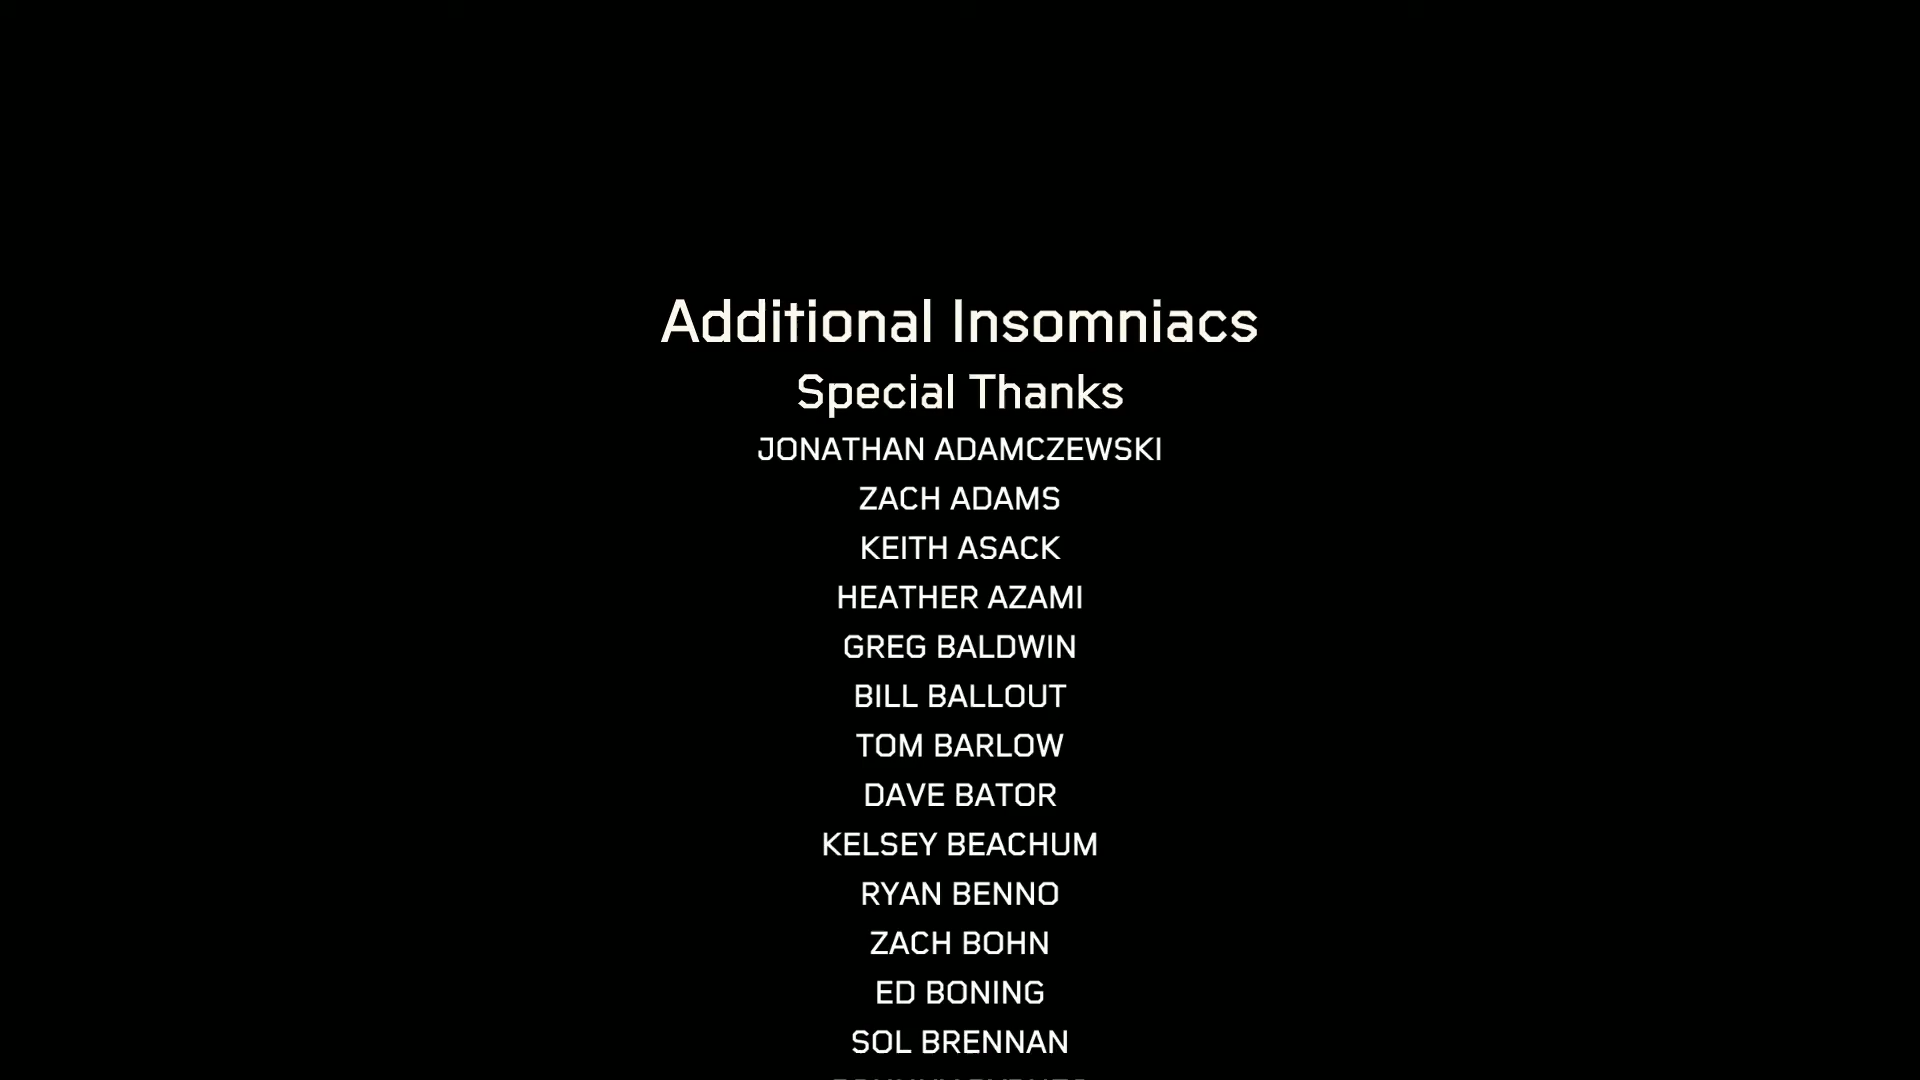 Additional Insomniacs
Special Thanks
JONATHAN ADAMCZEWSKI
ZACH ADAMS
KEITH ASACK
HEATHER AZAMI
GREG BALDWIN
BILL BALLOUT
TOM BARLOW
DAVE BATOR
KELSEY BEACHUM
RYAN BENNO
ZACH BOHN
ED BONING
SOL BRENNAN